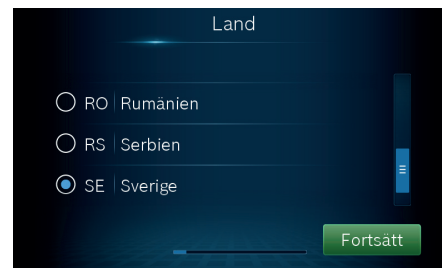 Land
RO Rumänien
RS Serbien
SE Sverige
Fortsätt